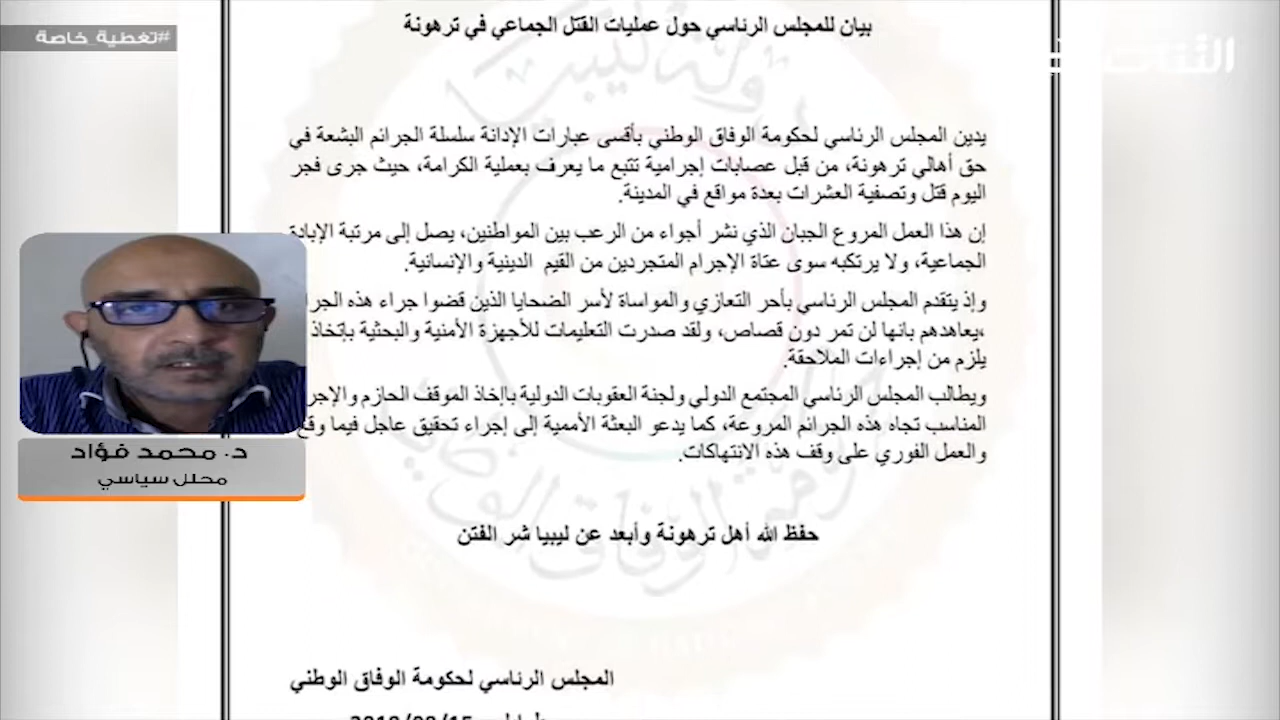 #تغطية_خاصة
بيان للمجلس الرئاسي حول عمليات القتل الجماعي في ترهونة
يدين المجلس الرئاسي لحكومة الوفاق الوطني بأقسى عبارات الإدانة سلسلة الجرائم البشعة في
حق أهالي ترهونة، من قبل عصابات إجرامية تتبع ما يعرف بعملية الكرامة، حيث جرى فجر
اليوم قتل وتصفية العشرات بعدة مواقع في المدينة.
إن هذا العمل المروع الجبان الذي نشر أجواء من الرعب بين المواطنين، يصل إلى مرتبة الإبادة
الجماعية، ولا يرتكبه سوى عتاة الإجرام المتجردين من القيم الدينية والإنسانية.
وإذ يتقدم المجلس الرئاسي بأحر التعازي والمواساة لأسر الضحايا الذين قضوا جراء هذه
،يعاهدهم بانها لن تمر دون قصاص، ولقد صدرت التعليمات للأجهزة الأمنية والبحثية بإتخاذ
يلزم من إجراءات الملاحقة.
ويطالب المجلس الرئاسي المجتمع الدولي ولجنة العقوبات الدولية بإاخاذ الموقف الحازم
المناسب تجاه هذه الجرائم المروعة، كما يدعو البعثة الأممية إلى إجراء تحقيق عاجل فيما وقع
والعمل الفوري على وقف هذه الانتهاكات.
حفظ الله أهل ترهونة وأبعد عن ليبيا شر الفتن
المجلس الرئاسي لحكومة الوفاق الوطني
د. محمد فؤاد
محلل سياسي